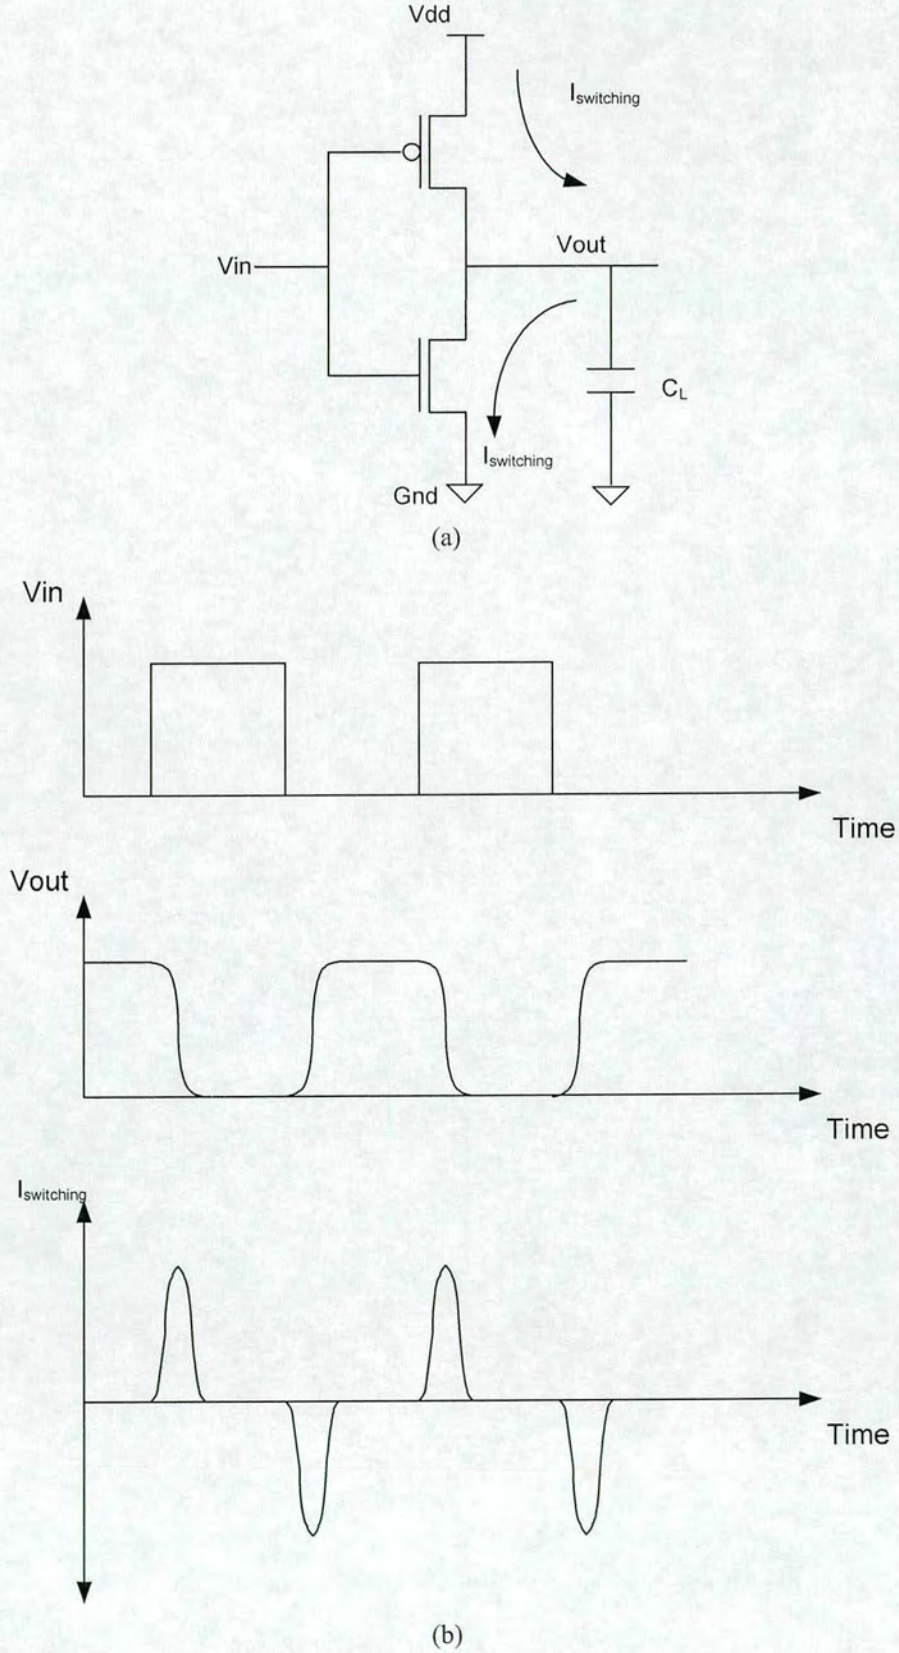 Vdd
Iswitching
Vout
Vin
CL
Iswitching
Gnd
(a)
Vin
Time
Vout
Time
Iswitching
Time
(b)